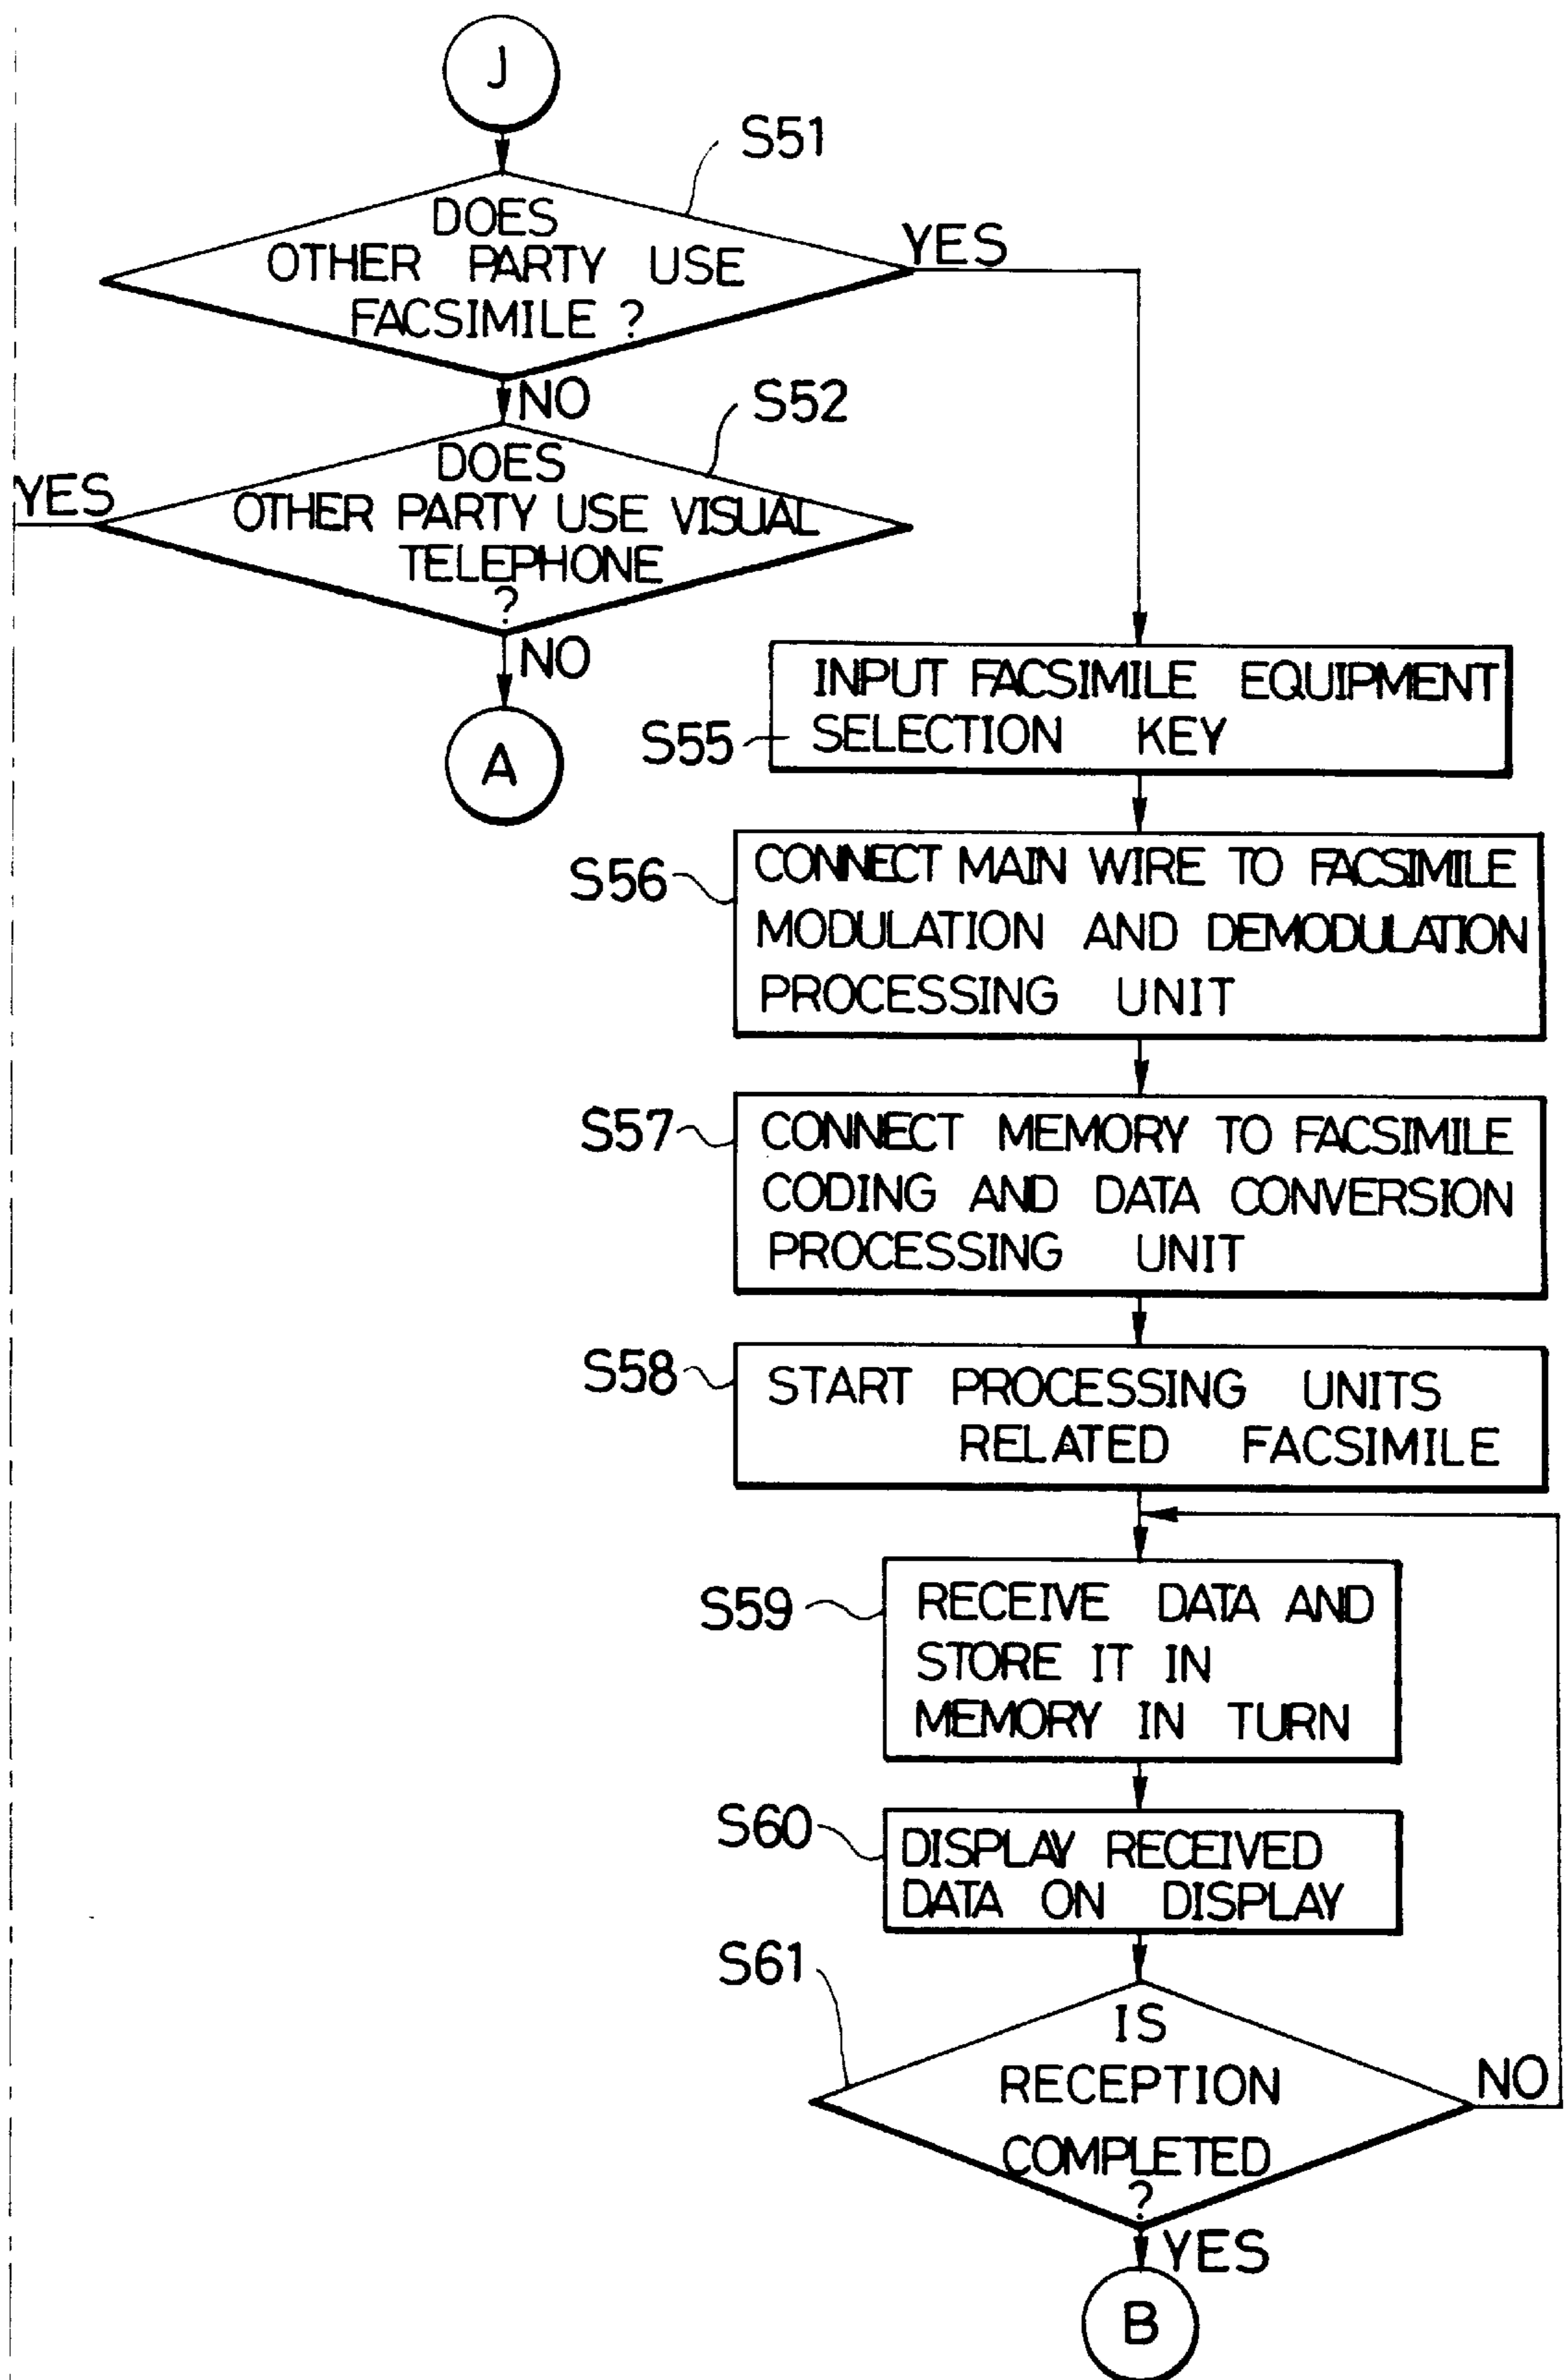 J
S51
DOES
OTHER PARTY USE
FACSIMILE ?
YES
NO
S52
DOES
OTHER PARTY USE VISUAL
TELEPHONE
?
YES
NO
A
S55
INPUT FACSIMILE EQUIPMENT
SELECTION KEY
S56
CONNECT MAIN WIRE TO FACSIMILE
MODULATION AND DEMODULATION
PROCESSING UNIT
S57
CONNECT MEMORY TO FACSIMILE
CODING AND DATA CONVERSION
PROCESSING UNIT
S58
START PROCESSING UNITS
RELATED FACSIMILE
S59
RECEIVE DATA AND
STORE IT IN
MEMORY IN TURN
S60
DISPLAY RECEIVED
DATA ON DISPLAY
S61
IS
RECEPTION
COMPLETED
?
NO
YES
B